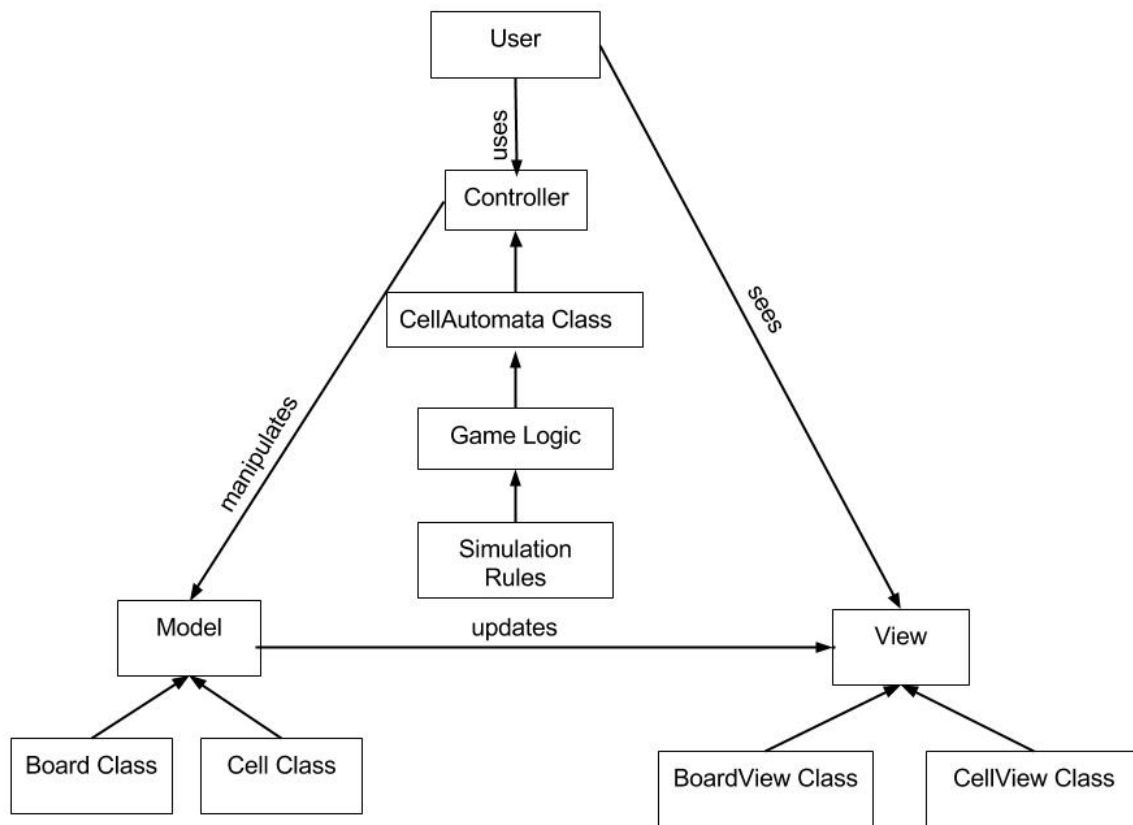 User
uses
Controller
CellAutomata Class
sees
Game Logic
manipulates
Simulation
Rules
Model
updates
View
Board Class
Cell Class
BoardView Class
CellView Class